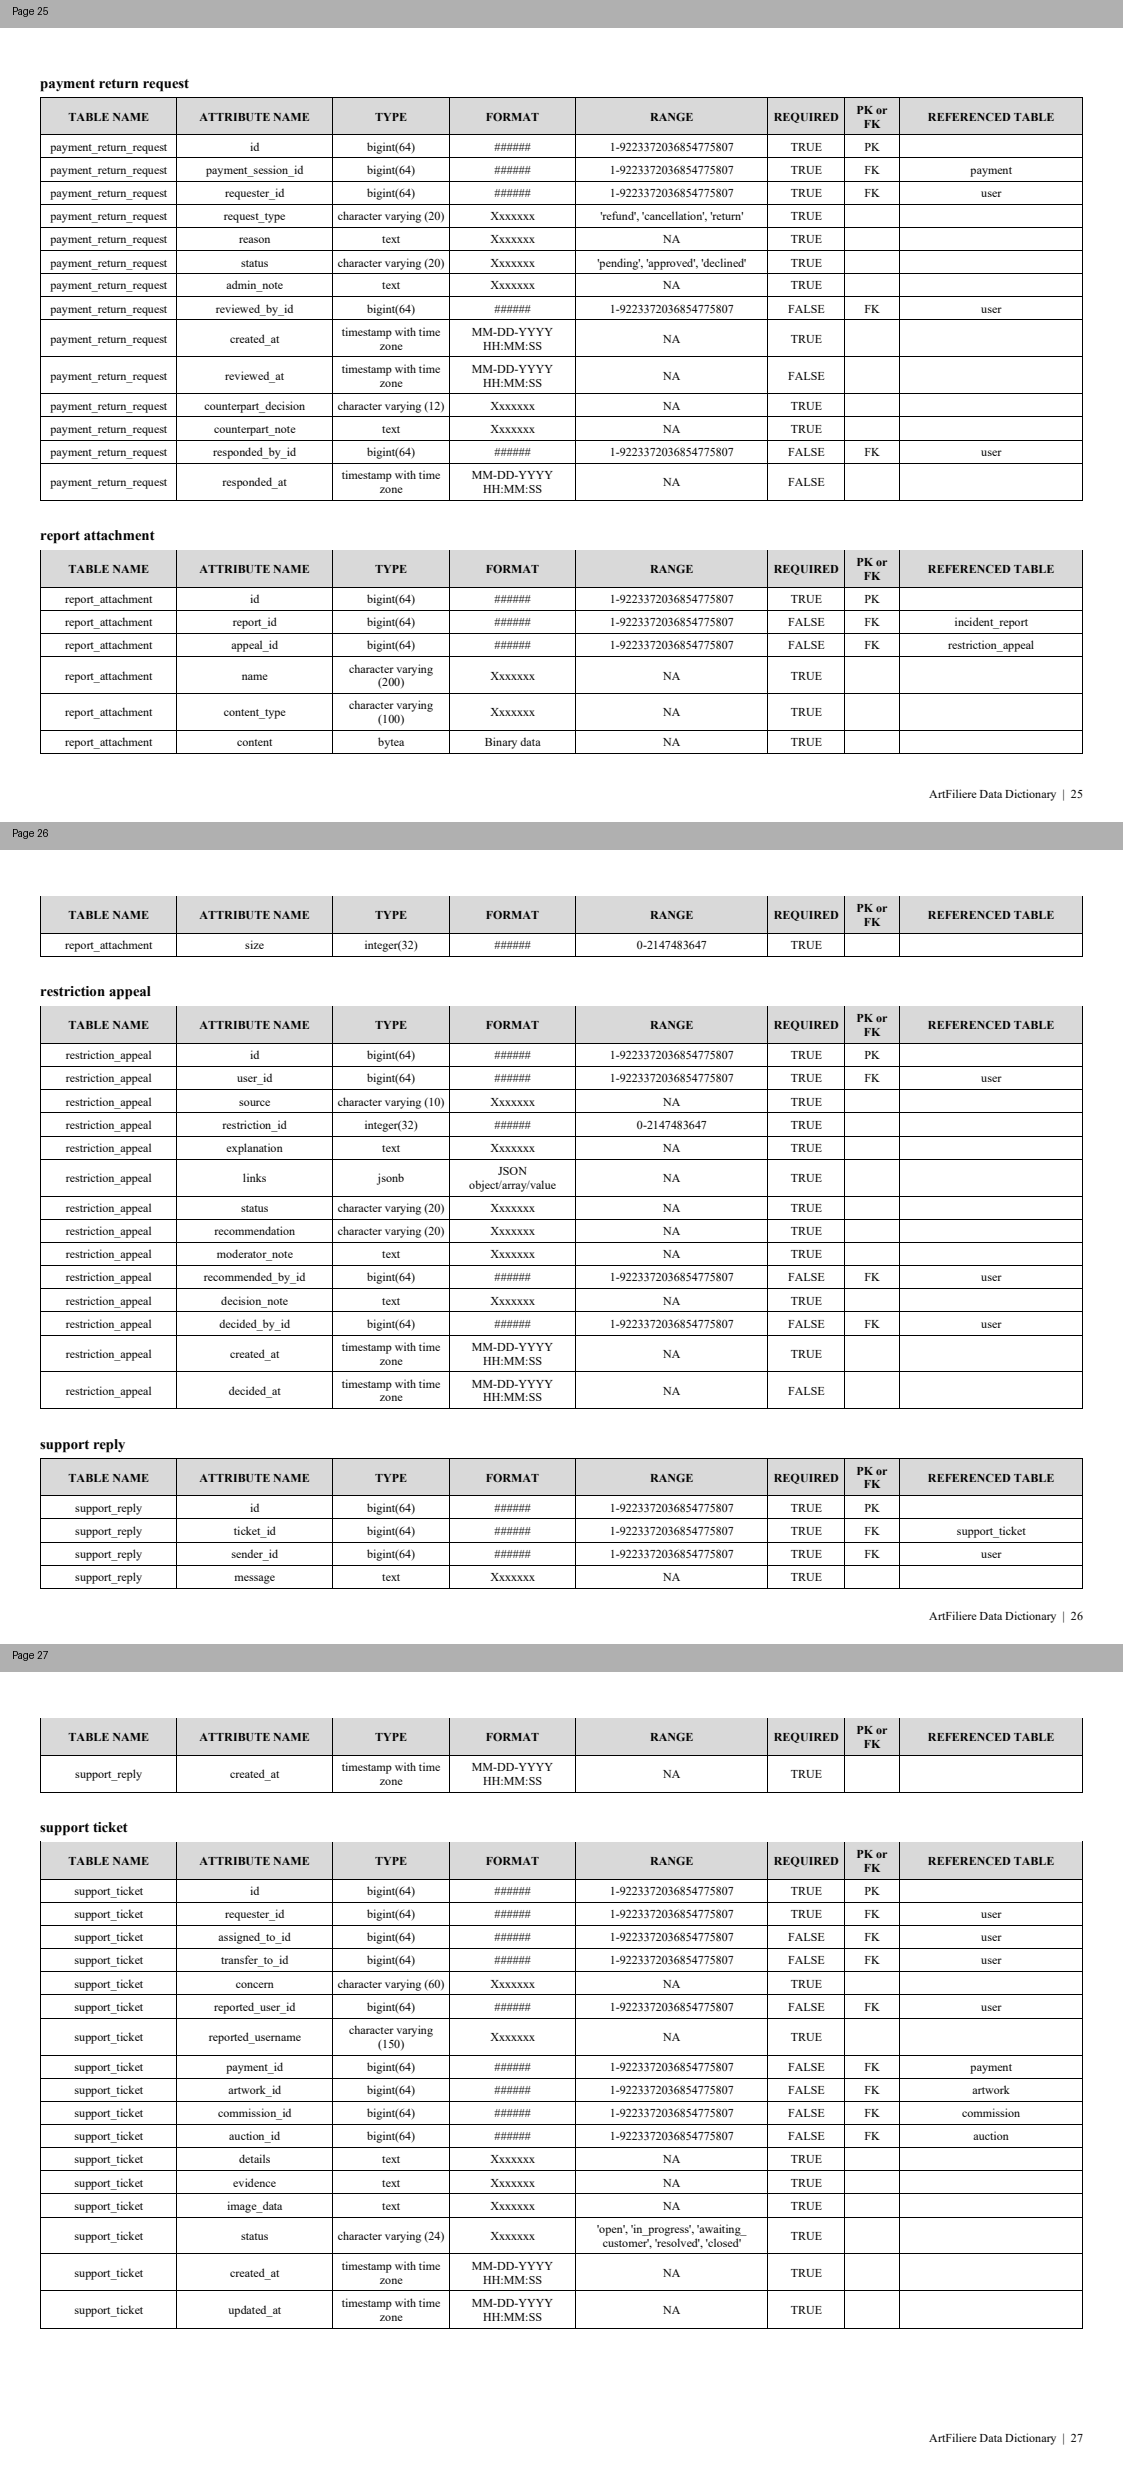 Page 25
payment return request
TABLE NAME ATTRIBUTE NAME TYPE FORMAT RANGE REQUIRED PK or FK REFERENCED TABLE
payment_return_request id bigint(64) ###### 1-9223372036854775807 TRUE PK
payment_return_request payment_session_id bigint(64) ###### 1-9223372036854775807 TRUE FK payment
payment_return_request requester_id bigint(64) ###### 1-9223372036854775807 TRUE FK user
payment_return_request request_type character varying (20) Xxxxxxx 'refund', 'cancellation', 'return' TRUE
payment_return_request reason text Xxxxxxx NA TRUE
payment_return_request status character varying (20) Xxxxxxx 'pending', 'approved', 'declined' TRUE
payment_return_request admin_note text Xxxxxxx NA TRUE
payment_return_request reviewed_by_id bigint(64) ###### 1-9223372036854775807 FALSE FK user
payment_return_request created_at timestamp with time zone MM-DD-YYYY HH:MM:SS NA TRUE
payment_return_request reviewed_at timestamp with time zone MM-DD-YYYY HH:MM:SS NA FALSE
payment_return_request counterpart_decision character varying (12) Xxxxxxx NA TRUE
payment_return_request counterpart_note text Xxxxxxx NA TRUE
payment_return_request responded_by_id bigint(64) ###### 1-9223372036854775807 FALSE FK user
payment_return_request responded_at timestamp with time zone MM-DD-YYYY HH:MM:SS NA FALSE
report attachment
TABLE NAME ATTRIBUTE NAME TYPE FORMAT RANGE REQUIRED PK or FK REFERENCED TABLE
report_attachment id bigint(64) ###### 1-9223372036854775807 TRUE PK
report_attachment report_id bigint(64) ###### 1-9223372036854775807 FALSE FK incident_report
report_attachment appeal_id bigint(64) ###### 1-9223372036854775807 FALSE FK restriction_appeal
report_attachment name character varying (200) Xxxxxxx NA TRUE
report_attachment content_type character varying (100) Xxxxxxx NA TRUE
report_attachment content bytea Binary data NA TRUE
ArtFiliere Data Dictionary | 25
Page 26
TABLE NAME ATTRIBUTE NAME TYPE FORMAT RANGE REQUIRED PK or FK REFERENCED TABLE
report_attachment size integer(32) ###### 0-2147483647 TRUE
restriction appeal
TABLE NAME ATTRIBUTE NAME TYPE FORMAT RANGE REQUIRED PK or FK REFERENCED TABLE
restriction_appeal id bigint(64) ###### 1-9223372036854775807 TRUE PK
restriction_appeal user_id bigint(64) ###### 1-9223372036854775807 TRUE FK user
restriction_appeal source character varying (10) Xxxxxxx NA TRUE
restriction_appeal restriction_id integer(32) ###### 0-2147483647 TRUE
restriction_appeal explanation text Xxxxxxx NA TRUE
restriction_appeal links jsonb JSON object/array/value NA TRUE
restriction_appeal status character varying (20) Xxxxxxx NA TRUE
restriction_appeal recommendation character varying (20) Xxxxxxx NA TRUE
restriction_appeal moderator_note text Xxxxxxx NA TRUE
restriction_appeal recommended_by_id bigint(64) ###### 1-9223372036854775807 FALSE FK user
restriction_appeal decision_note text Xxxxxxx NA TRUE
restriction_appeal decided_by_id bigint(64) ###### 1-9223372036854775807 FALSE FK user
restriction_appeal created_at timestamp with time zone MM-DD-YYYY HH:MM:SS NA TRUE
restriction_appeal decided_at timestamp with time zone MM-DD-YYYY HH:MM:SS NA FALSE
support reply
TABLE NAME ATTRIBUTE NAME TYPE FORMAT RANGE REQUIRED PK or FK REFERENCED TABLE
support_reply id bigint(64) ###### 1-9223372036854775807 TRUE PK
support_reply ticket_id bigint(64) ###### 1-9223372036854775807 TRUE FK support_ticket
support_reply sender_id bigint(64) ###### 1-9223372036854775807 TRUE FK user
support_reply message text Xxxxxxx NA TRUE
ArtFiliere Data Dictionary | 26
Page 27
TABLE NAME ATTRIBUTE NAME TYPE FORMAT RANGE REQUIRED PK or FK REFERENCED TABLE
support_reply created_at timestamp with time zone MM-DD-YYYY HH:MM:SS NA TRUE
support ticket
TABLE NAME ATTRIBUTE NAME TYPE FORMAT RANGE REQUIRED PK or FK REFERENCED TABLE
support_ticket id bigint(64) ###### 1-9223372036854775807 TRUE PK
support_ticket requester_id bigint(64) ###### 1-9223372036854775807 TRUE FK user
support_ticket assigned_to_id bigint(64) ###### 1-9223372036854775807 FALSE FK user
support_ticket transfer_to_id bigint(64) ###### 1-9223372036854775807 FALSE FK user
support_ticket concern character varying (60) Xxxxxxx NA TRUE
support_ticket reported_user_id bigint(64) ###### 1-9223372036854775807 FALSE FK user
support_ticket reported_username character varying (150) Xxxxxxx NA TRUE
support_ticket payment_id bigint(64) ###### 1-9223372036854775807 FALSE FK payment
support_ticket artwork_id bigint(64) ###### 1-9223372036854775807 FALSE FK artwork
support_ticket commission_id bigint(64) ###### 1-9223372036854775807 FALSE FK commission
support_ticket auction_id bigint(64) ###### 1-9223372036854775807 FALSE FK auction
support_ticket details text Xxxxxxx NA TRUE
support_ticket evidence text Xxxxxxx NA TRUE
support_ticket image_data text Xxxxxxx NA TRUE
support_ticket status character varying (24) Xxxxxxx 'open', 'in_progress', 'awaiting_ customer', 'resolved', 'closed' TRUE
support_ticket created_at timestamp with time zone MM-DD-YYYY HH:MM:SS NA TRUE
support_ticket updated_at timestamp with time zone MM-DD-YYYY HH:MM:SS NA TRUE
ArtFiliere Data Dictionary | 27